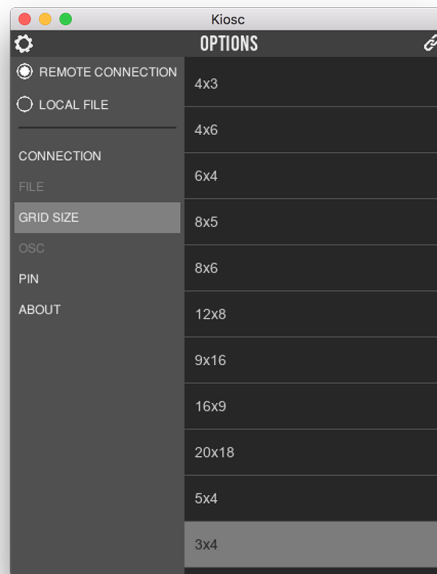 Kiosc
OPTIONS
REMOTE CONNECTION
LOCAL FILE
CONNECTION
FILE
GRID SIZE
OSC
PIN
ABOUT
4x3
4x6
6x4
8x5
8x6
12x8
9x16
16x9
20x18
5x4
3x4